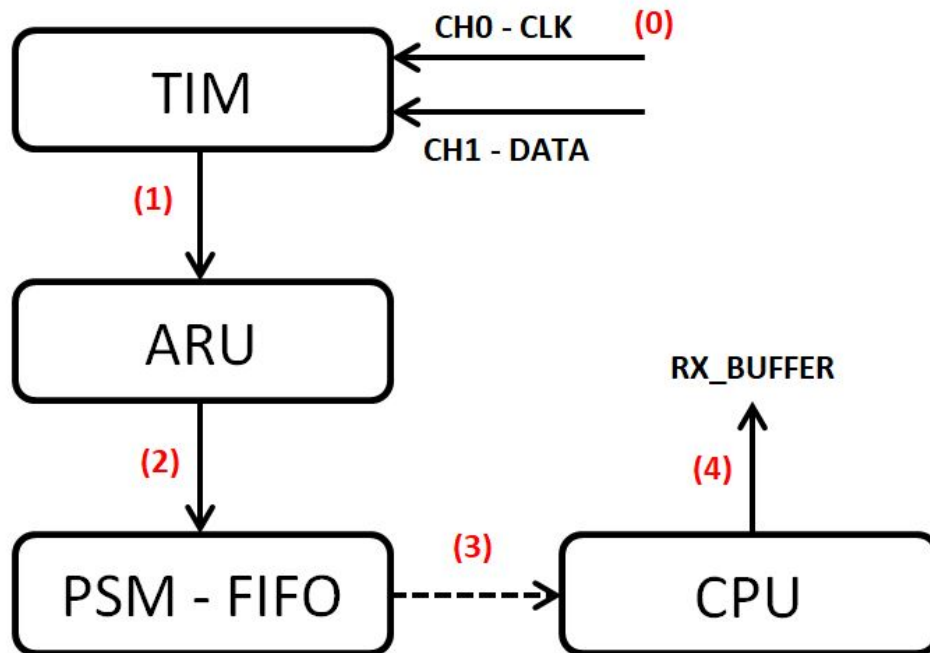 CH0 - CLK
(0)
TIM
CH1 - DATA
(1)
ARU
RX_BUFFER
(2)
(4)
(3)
PSM - FIFO
CPU